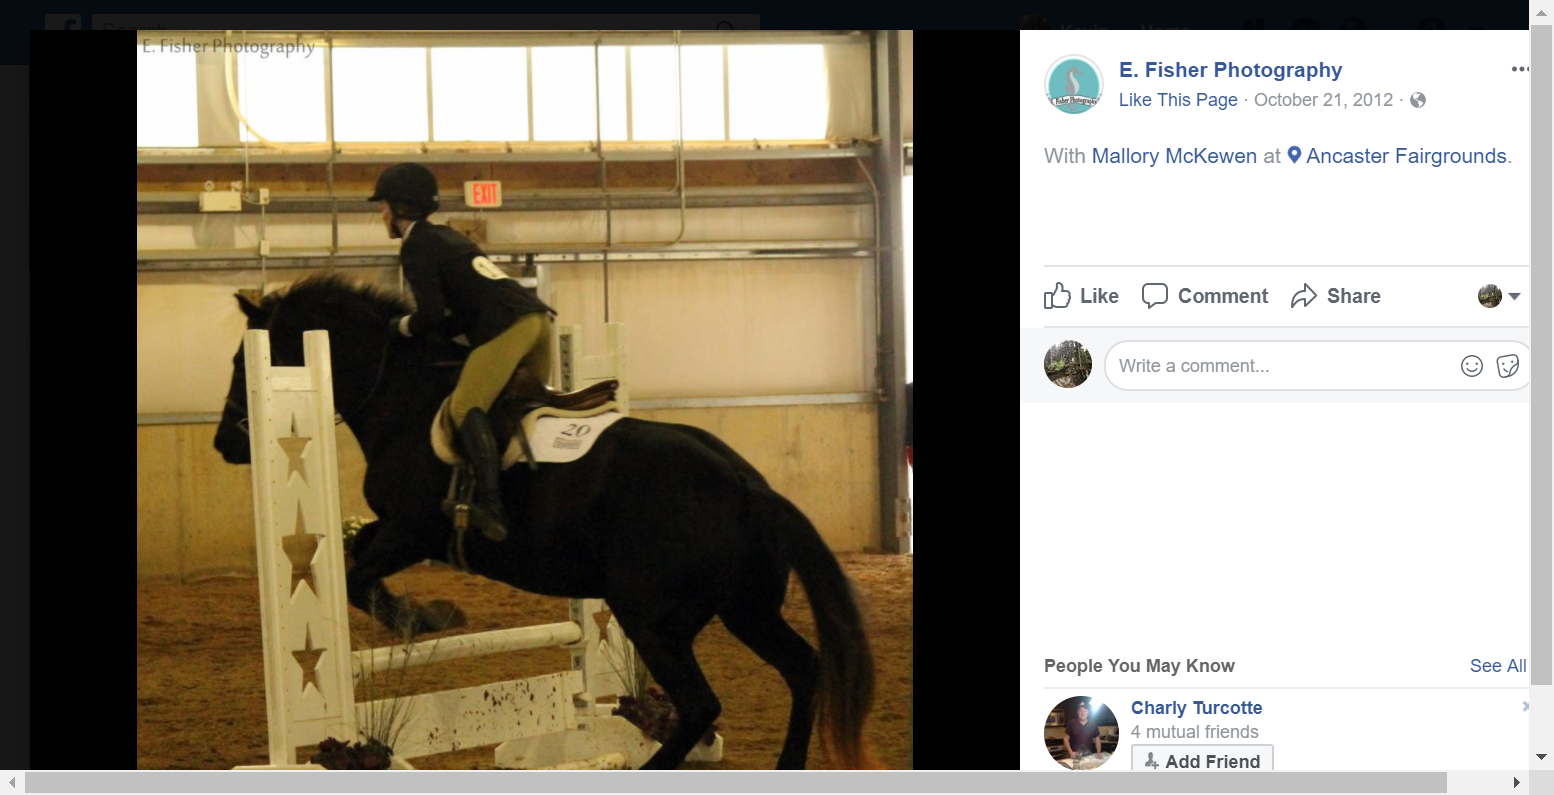 Search
E. Fisher Photography
EXIT
20
E. Fisher Photography
Like This Page · October 21, 2012 ·
With Mallory McKewen at Ancaster Fairgrounds.
Like Comment Share
Write a comment...
People You May Know See All
Charly Turcotte
4 mutual friends
Add Friend